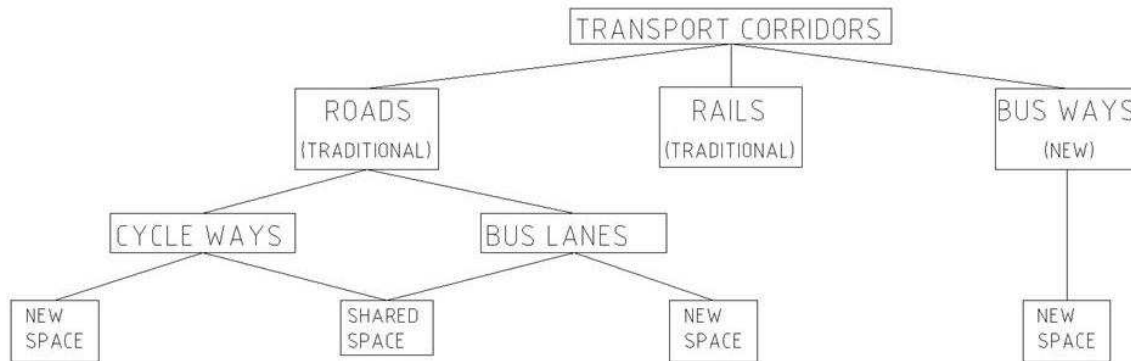 TRANSPORT CORRIDORS
ROADS
(TRADITIONAL)
RAILS
(TRADITIONAL)
BUS WAYS
(NEW)
CYCLE WAYS
BUS LANES
NEW
SPACE
SHARED
SPACE
NEW
SPACE
NEW
SPACE